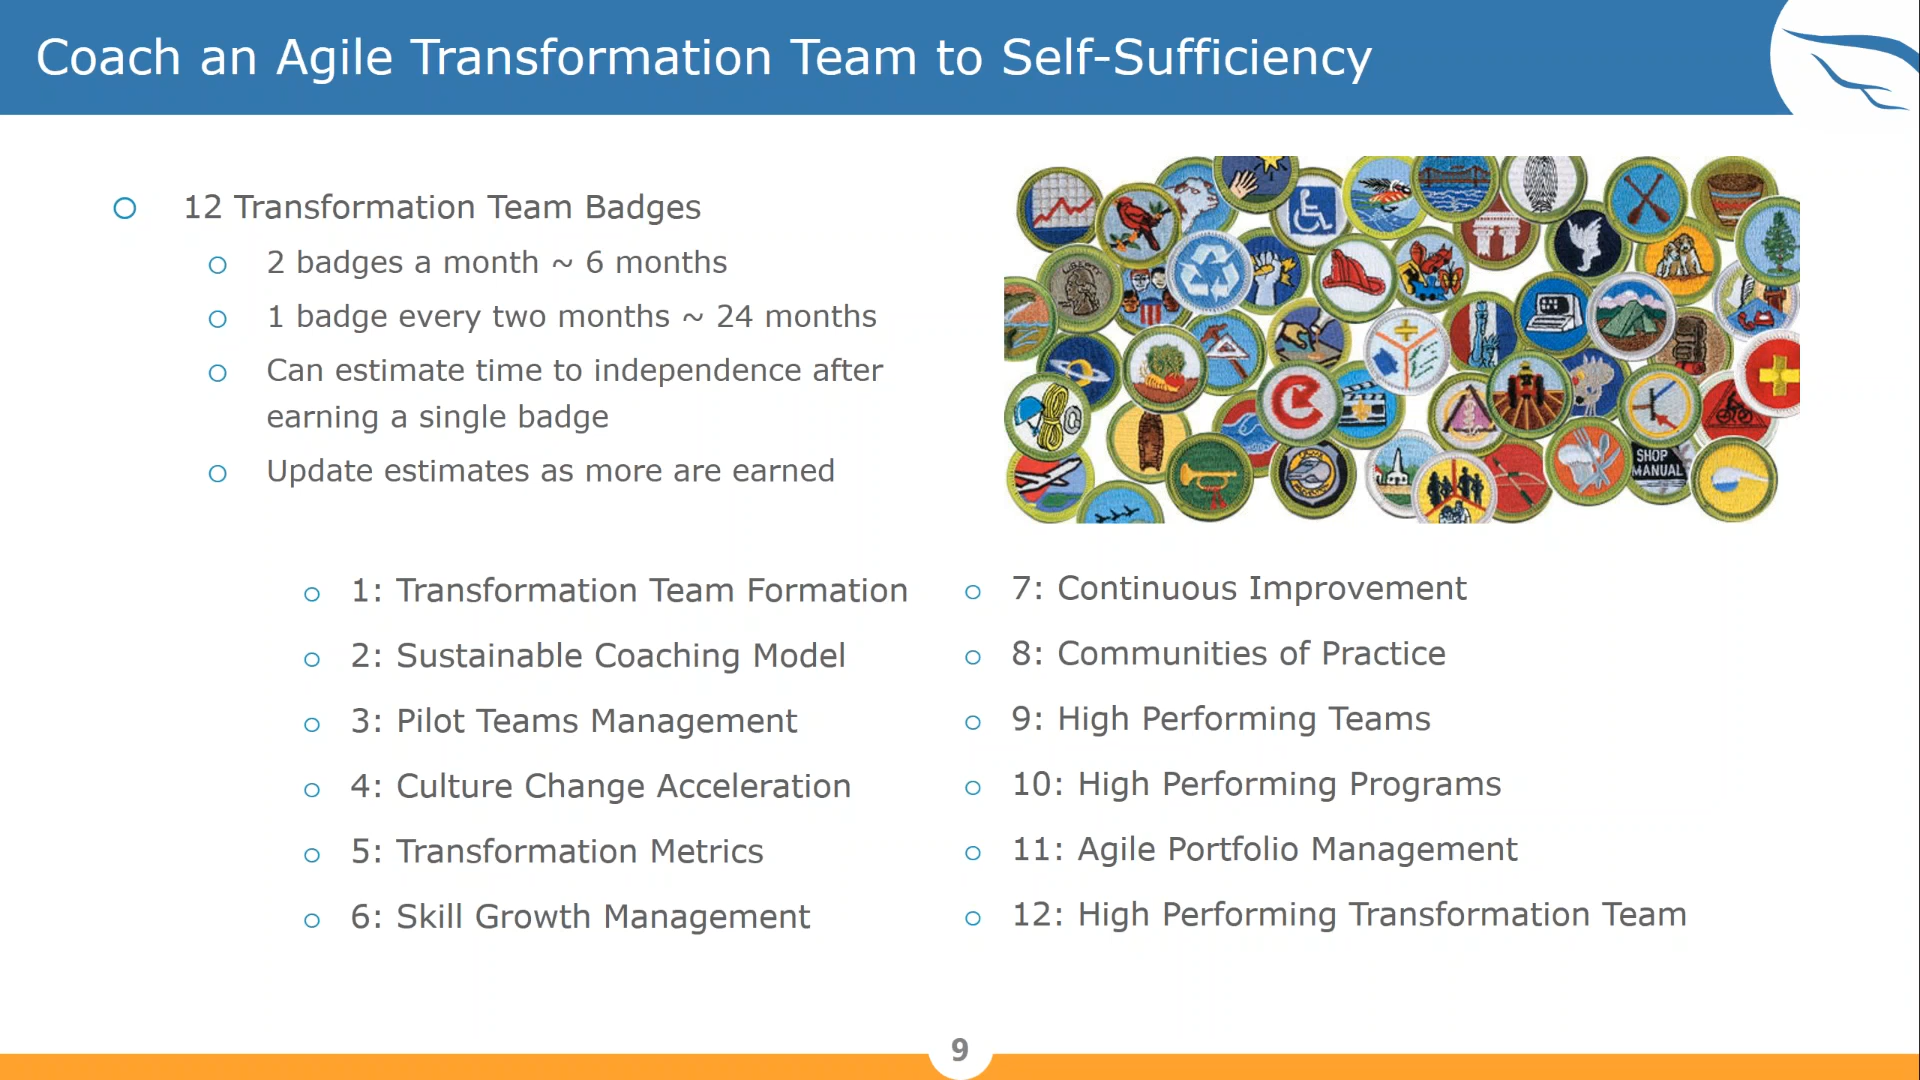 Coach an Agile Transformation Team to Self-Sufficiency
12 Transformation Team Badges
2 badges a month ~ 6 months
1 badge every two months ~ 24 months
Can estimate time to independence after
earning a single badge
Update estimates as more are earned
LIBERTY
SHOP
MANUAL
1: Transformation Team Formation
2: Sustainable Coaching Model
3: Pilot Teams Management
4: Culture Change Acceleration
5: Transformation Metrics
6: Skill Growth Management
7: Continuous Improvement
8: Communities of Practice
9: High Performing Teams
10: High Performing Programs
11: Agile Portfolio Management
12: High Performing Transformation Team
9